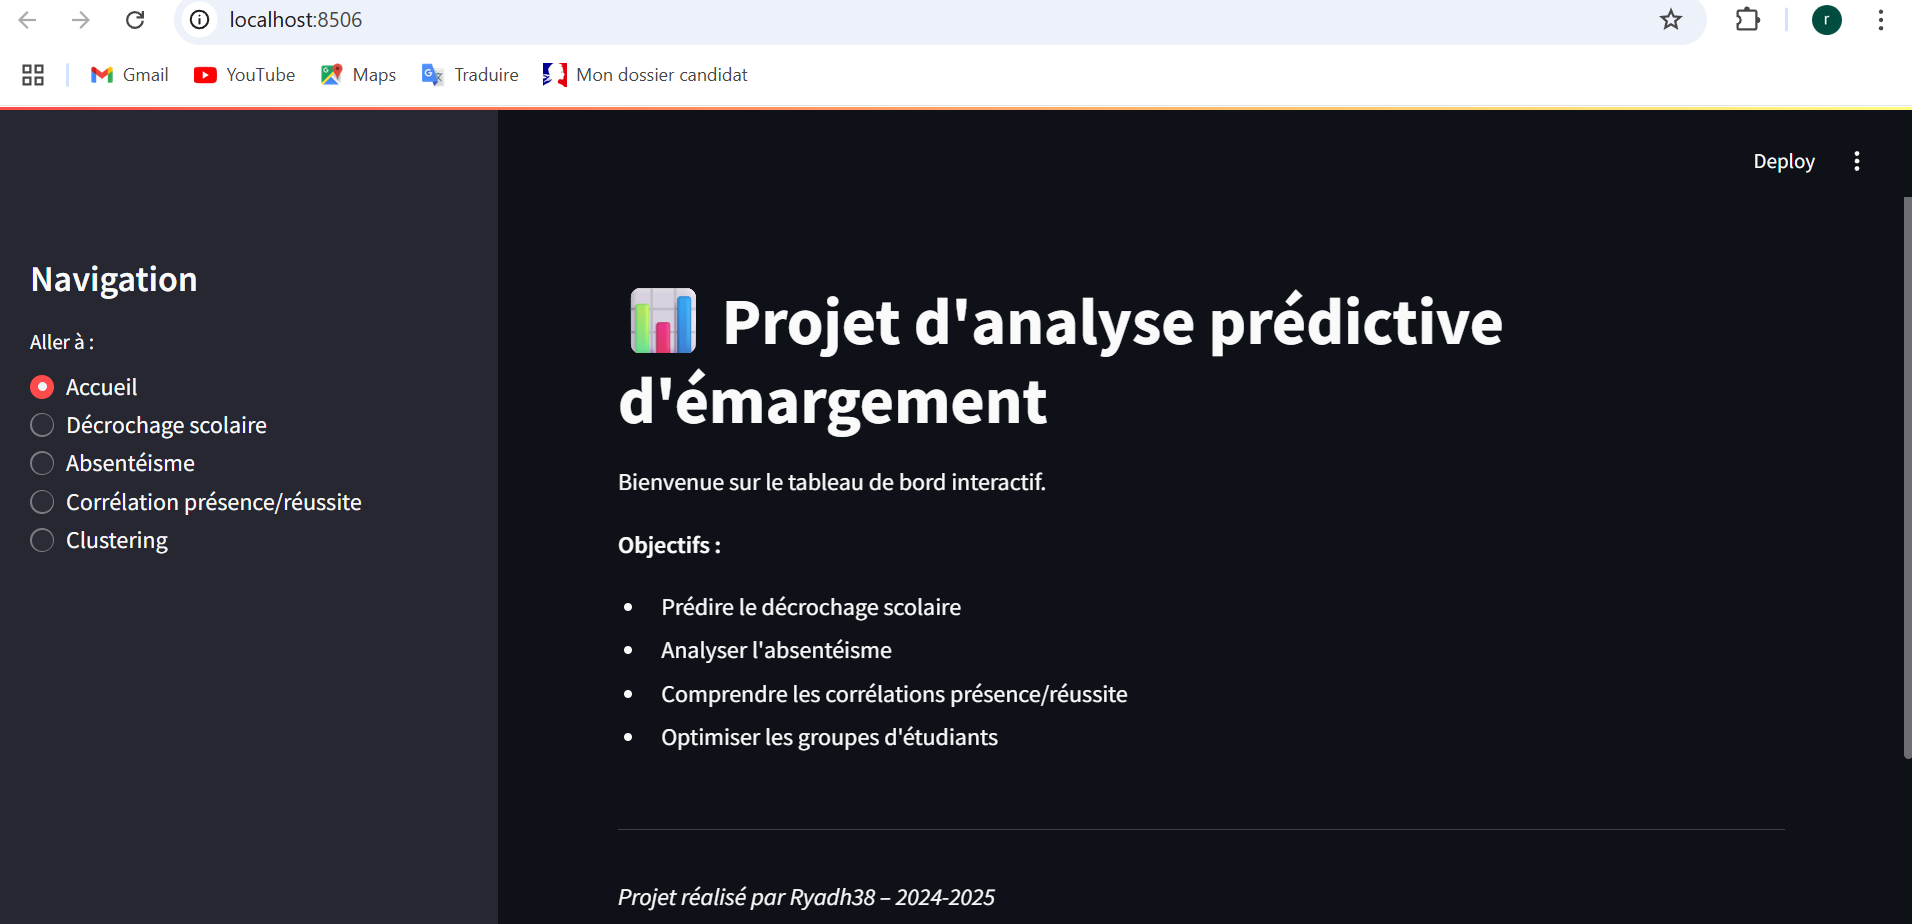 localhost:8506
r
Gmail
YouTube
Maps
Traduire
Mon dossier candidat
Deploy
Navigation
Aller à :
Accueil
Décrochage scolaire
Absentéisme
Corrélation présence/réussite
Clustering
Projet d'analyse prédictive
d'émargement
Bienvenue sur le tableau de bord interactif.
Objectifs :
• Prédire le décrochage scolaire
• Analyser l'absentéisme
• Comprendre les corrélations présence/réussite
• Optimiser les groupes d'étudiants
Projet réalisé par Ryadh38 – 2024-2025